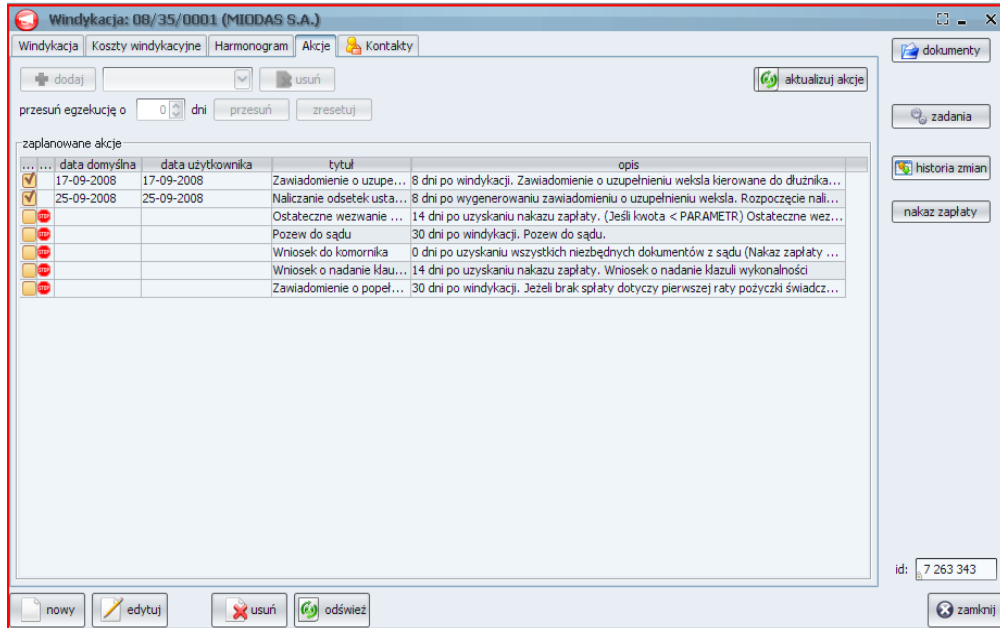 Windykacja: 08/35/0001 (MIODAS S.A.)
Windykacja Koszty windykacyjne Harmonogram Akcje Kontakty
dokumenty
dodaj usuń aktualizuj akcje
przesuń egzekucję o 0 dni przesuń zresetuj
zadania
zaplanowane akcje
... ... data domyślna data użytkownika tytuł opis
historia zmian
17-09-2008 17-09-2008 Zawiadomienie o uzupe... 8 dni po windykacji. Zawiadomienie o uzupełnieniu weksla kierowane do dłużnika...
25-09-2008 25-09-2008 Naliczanie odsetek usta... 8 dni po wygenerowaniu zawiadomieniu o uzupełnieniu weksla. Rozpoczęcie nali...
STOP Ostateczne wezwanie ... 14 dni po uzyskaniu nakazu zapłaty. (Jeśli kwota < PARAMETR) Ostateczne wez...
nakaz zapłaty
STOP Pozew do sądu 30 dni po windykacji. Pozew do sądu.
STOP Wniosek do komornika 0 dni po uzyskaniu wszystkich niezbędnych dokumentów z sądu (Nakaz zapłaty ...
STOP Wniosek o nadanie klau... 14 dni po uzyskaniu nakazu zapłaty. Wniosek o nadanie klazuli wykonalności
STOP Zawiadomienie o popeł... 30 dni po windykacji. Jeżeli brak spłaty dotyczy pierwszej raty pożyczki świadcz...
id: 7 263 343
nowy edytuj usuń odśwież zamknij